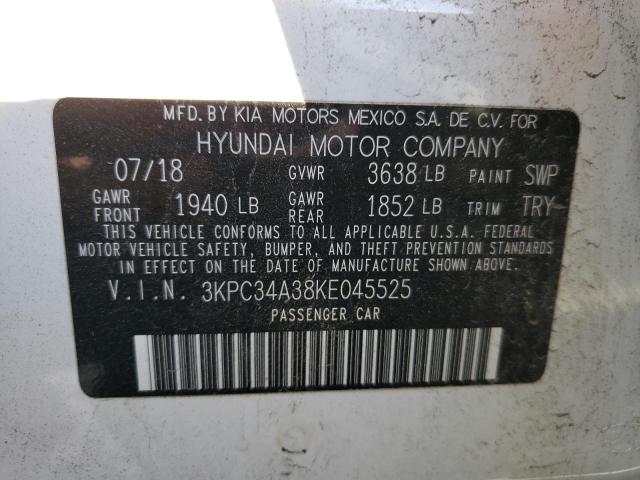 MFD. BY KIA MOTORS MEXICO S.A. DE C.V. FOR
HYUNDAI MOTOR COMPANY
07/18 GVWR 3638 LB PAINT SWP
GAWR FRONT 1940 LB GAWR REAR 1852 LB TRIM TRY
THIS VEHICLE CONFORMS TO ALL APPLICABLE U.S.A. FEDERAL
MOTOR VEHICLE SAFETY, BUMPER, AND THEFT PREVENTION STANDARDS
IN EFFECT ON THE DATE OF MANUFACTURE SHOWN ABOVE.
V.I.N. 3KPC34A38KE045525
PASSENGER CAR